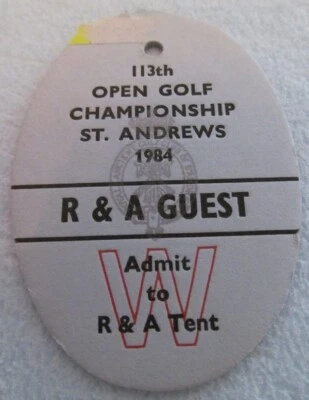 113th
OPEN GOLF
CHAMPIONSHIP
ST. ANDREWS
1984
R & A GUEST
W
Admit
to
R & A Tent